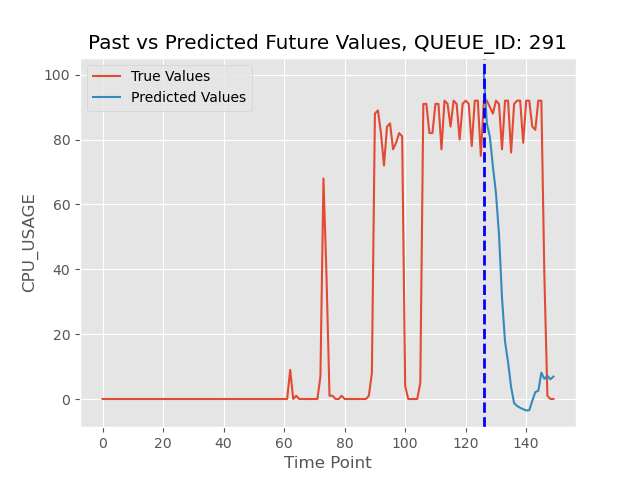 Past vs Predicted Future Values, QUEUE_ID: 291
True Values
Predicted Values
100
80
60
40
20
0
CPU_USAGE
0 20 40 60 80 100 120 140
Time Point